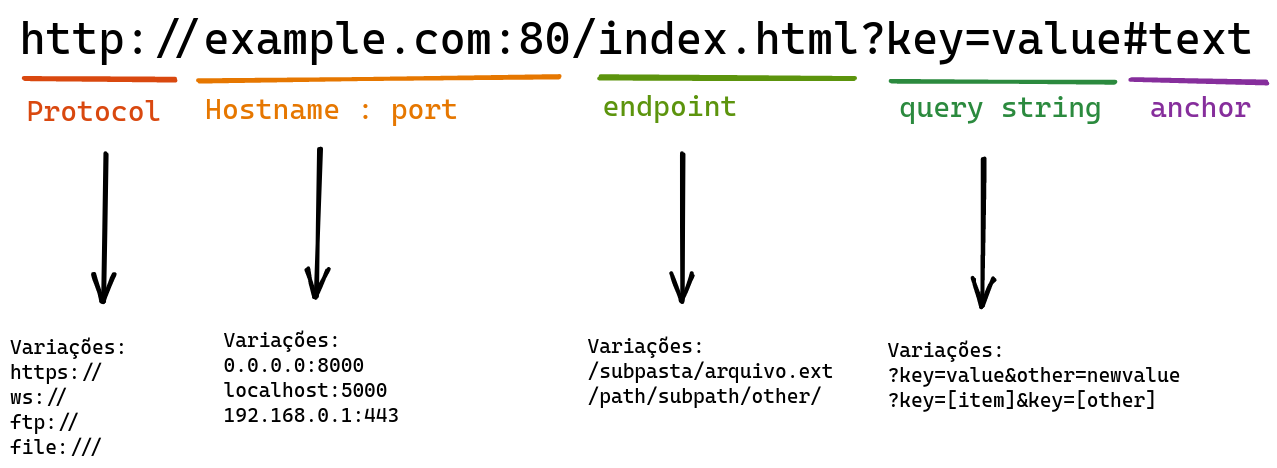 http://example.com:80/index.html?key=value#text
Protocol
Hostname : port
endpoint
query string
anchor
Variações:
https://
ws://
ftp://
file:///
Variações:
0.0.0.0:8000
localhost:5000
192.168.0.1:443
Variações:
/subpasta/arquivo.ext
/path/subpath/other/
Variações:
?key=value&other=newvalue
?key=[item]&key=[other]